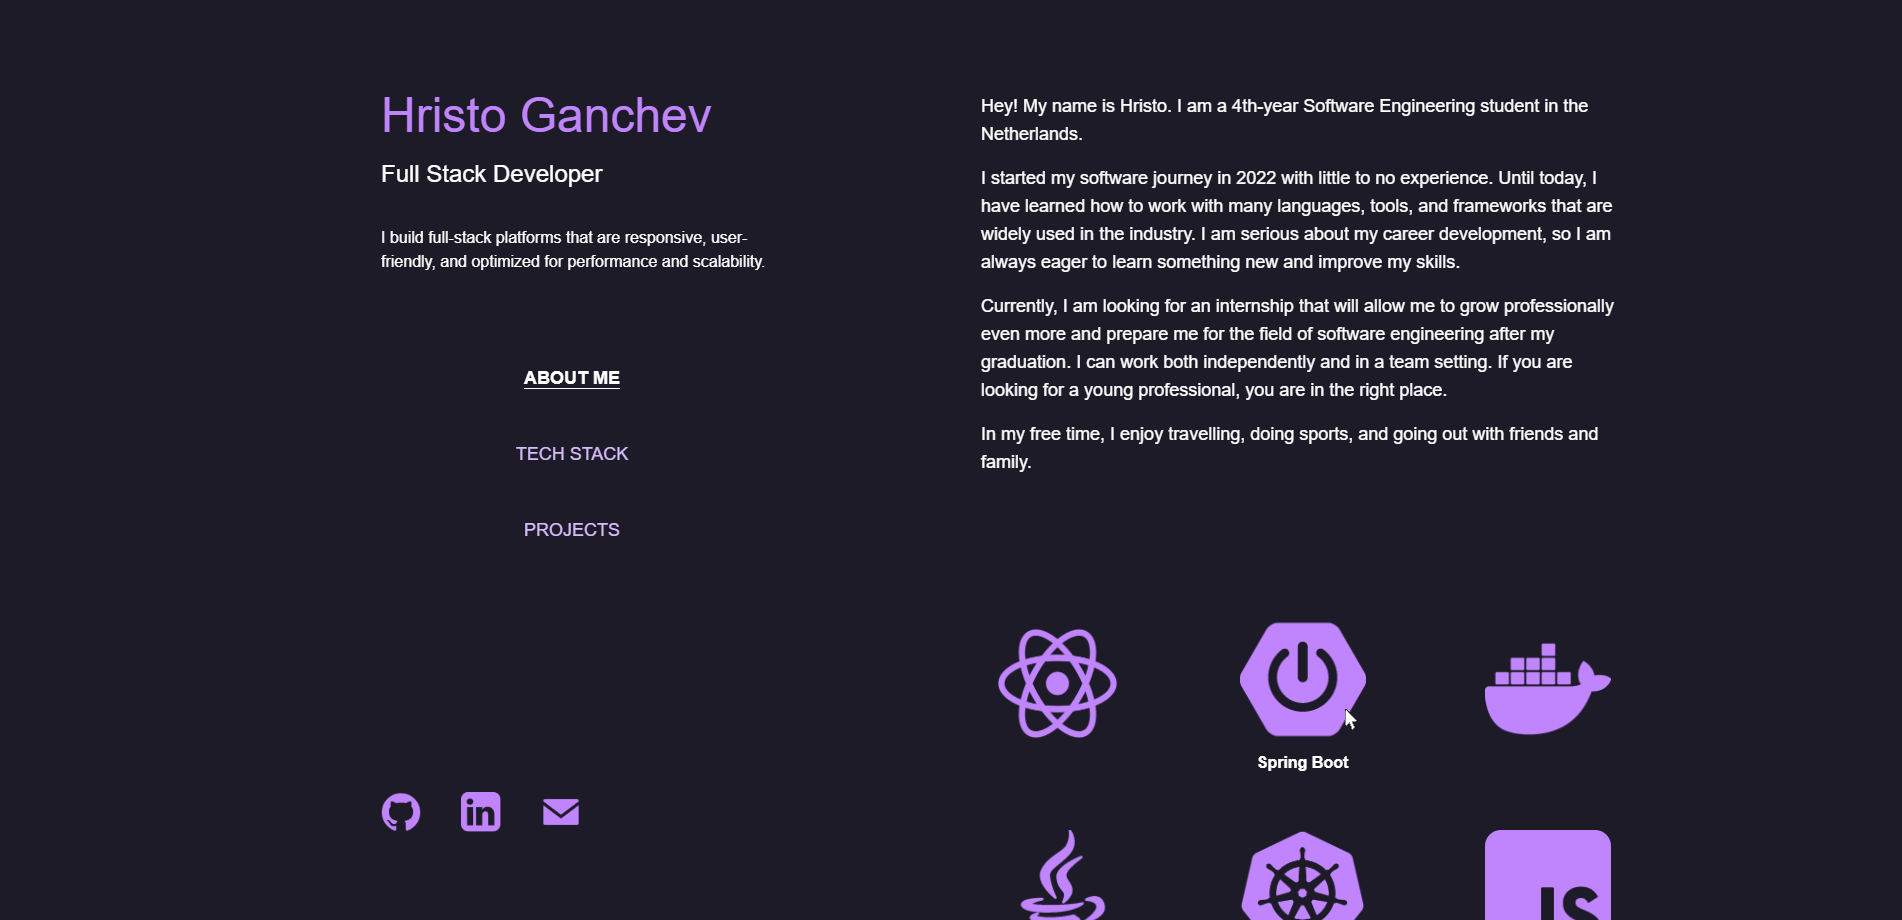 Hristo Ganchev
Full Stack Developer
I build full-stack platforms that are responsive, user-
friendly, and optimized for performance and scalability.
ABOUT ME
TECH STACK
PROJECTS
in
Hey! My name is Hristo. I am a 4th-year Software Engineering student in the
Netherlands.
I started my software journey in 2022 with little to no experience. Until today, I
have learned how to work with many languages, tools, and frameworks that are
widely used in the industry. I am serious about my career development, so I am
always eager to learn something new and improve my skills.
Currently, I am looking for an internship that will allow me to grow professionally
even more and prepare me for the field of software engineering after my
graduation. I can work both independently and in a team setting. If you are
looking for a young professional, you are in the right place.
In my free time, I enjoy travelling, doing sports, and going out with friends and
family.
Spring Boot
JS